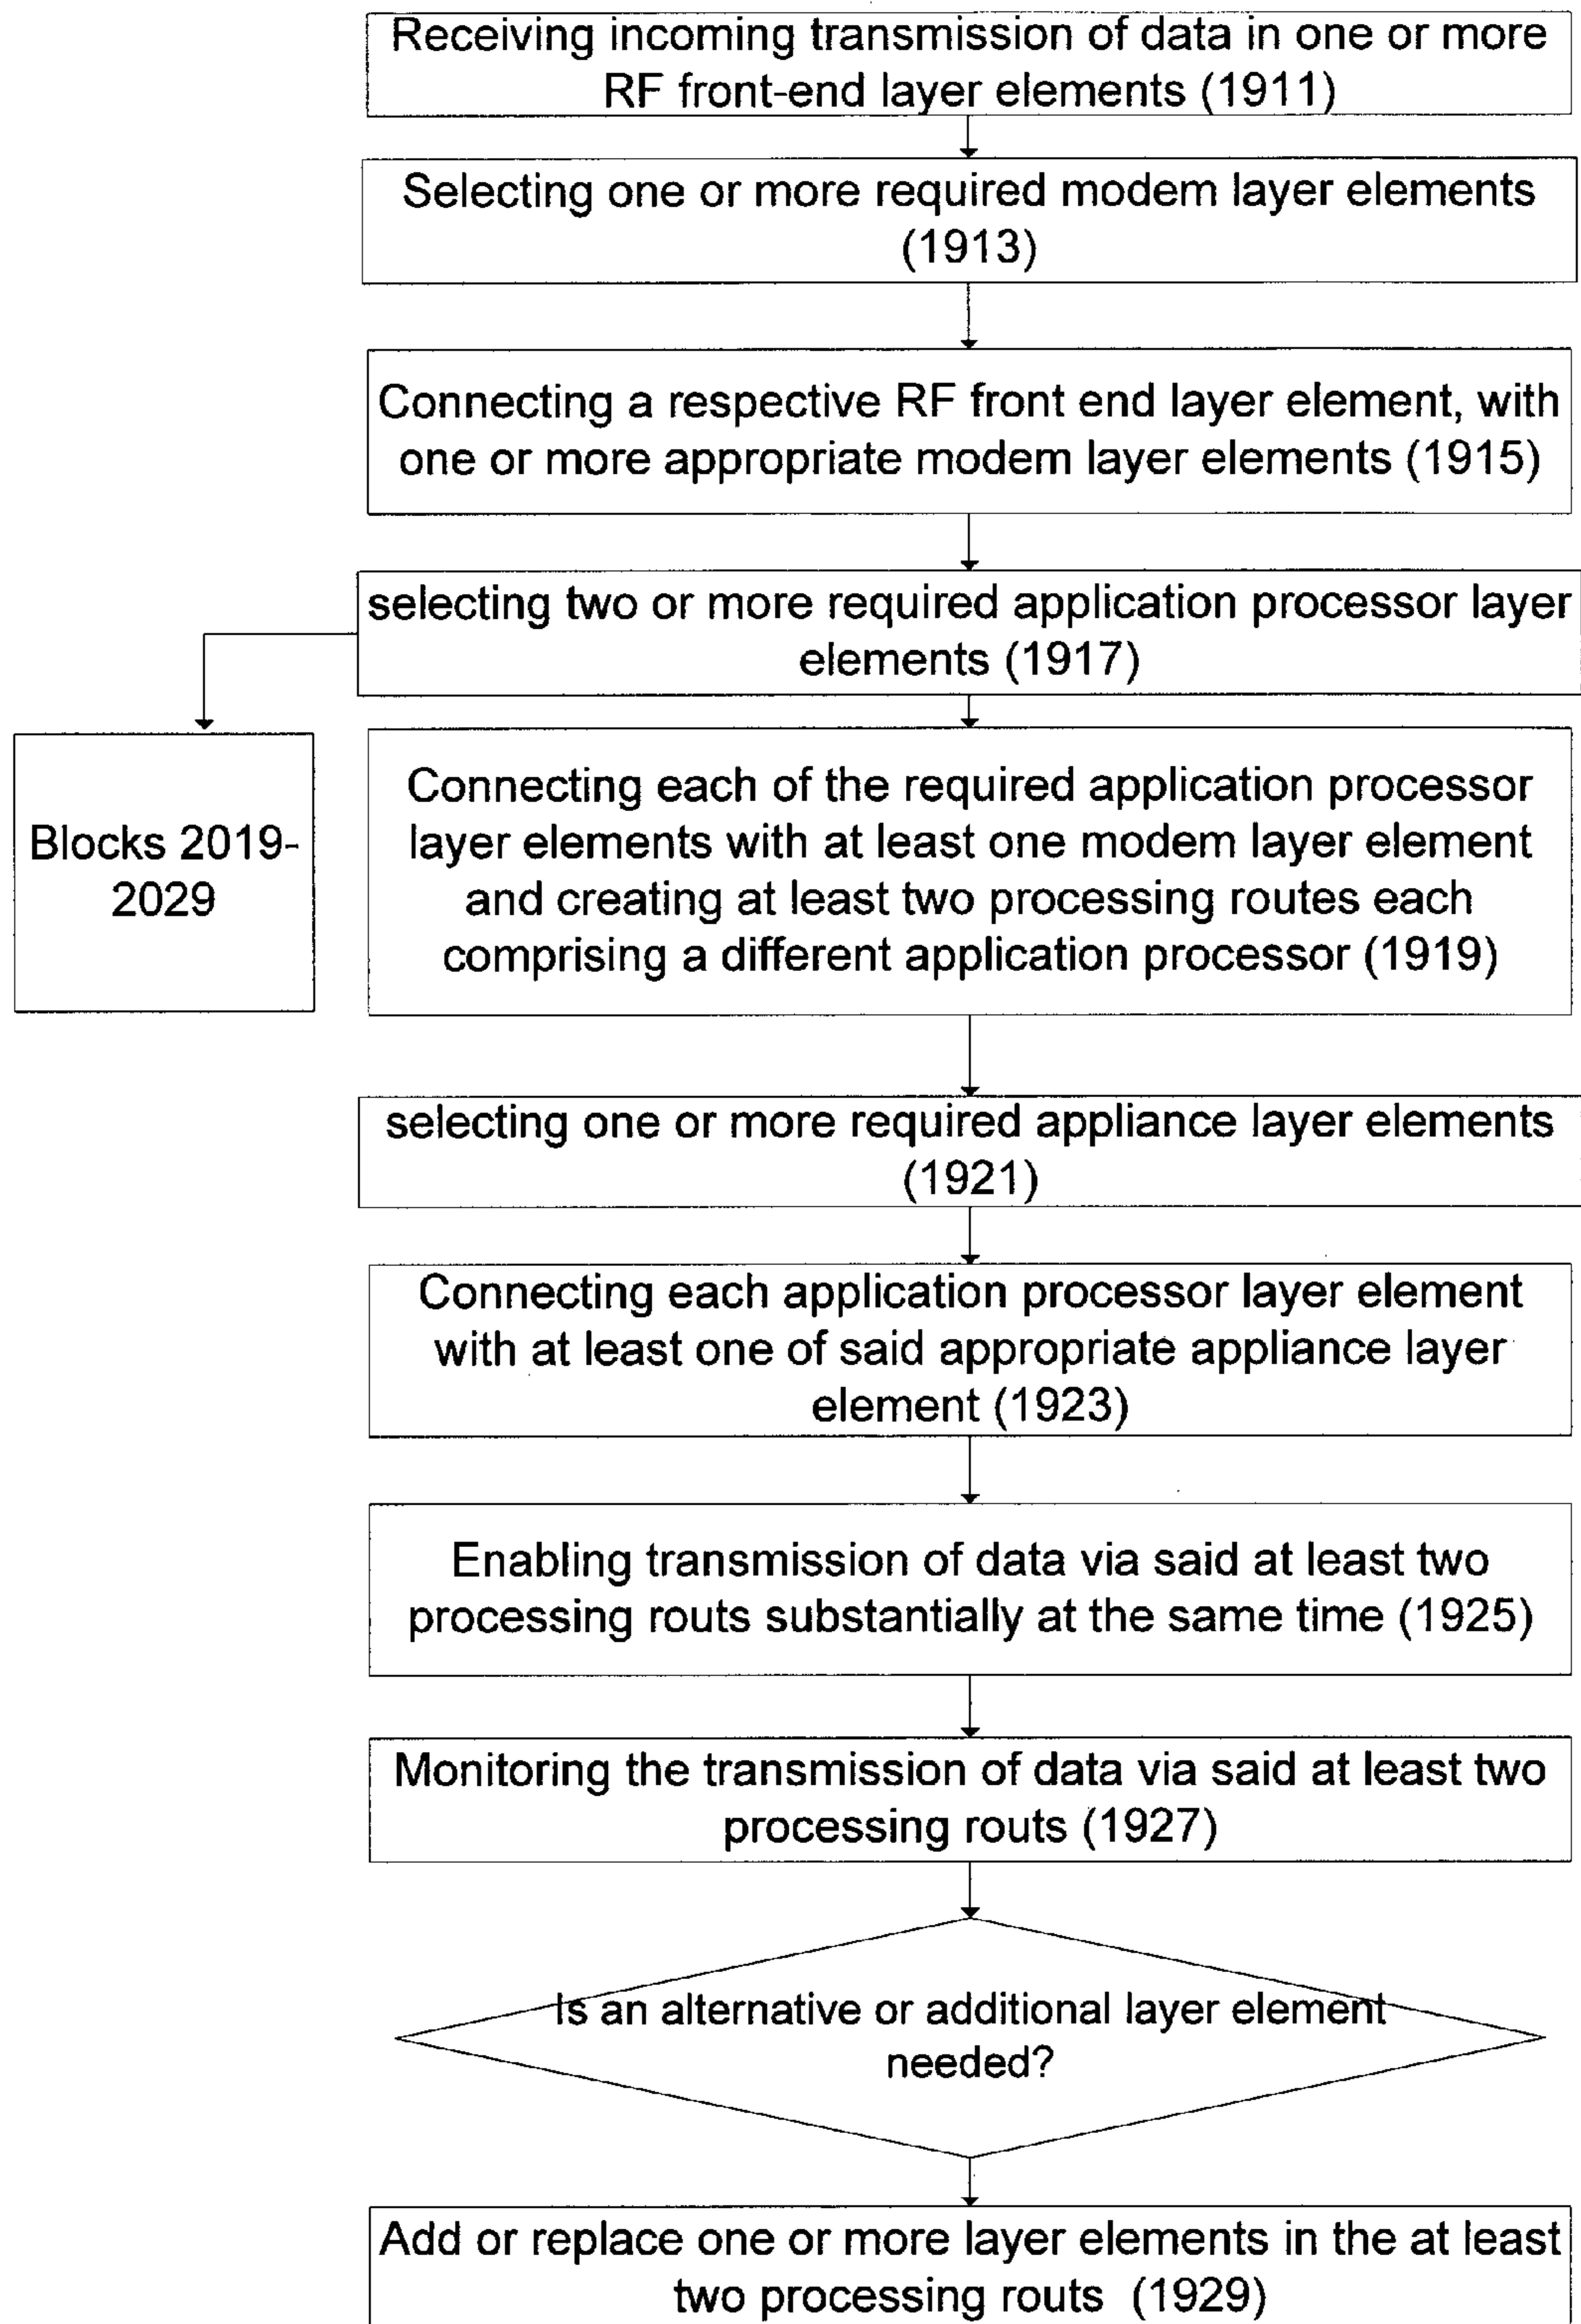 Receiving incoming transmission of data in one or more
RF front-end layer elements (1911)
Selecting one or more required modem layer elements
(1913)
Connecting a respective RF front end layer element, with
one or more appropriate modem layer elements (1915)
selecting two or more required application processor layer
elements (1917)
Blocks 2019-
2029
Connecting each of the required application processor
layer elements with at least one modem layer element
and creating at least two processing routes each
comprising a different application processor (1919)
selecting one or more required appliance layer elements
(1921)
Connecting each application processor layer element
with at least one of said appropriate appliance layer
element (1923)
Enabling transmission of data via said at least two
processing routs substantially at the same time (1925)
Monitoring the transmission of data via said at least two
processing routs (1927)
Is an alternative or additional layer element
needed?
Add or replace one or more layer elements in the at least
two processing routs (1929)